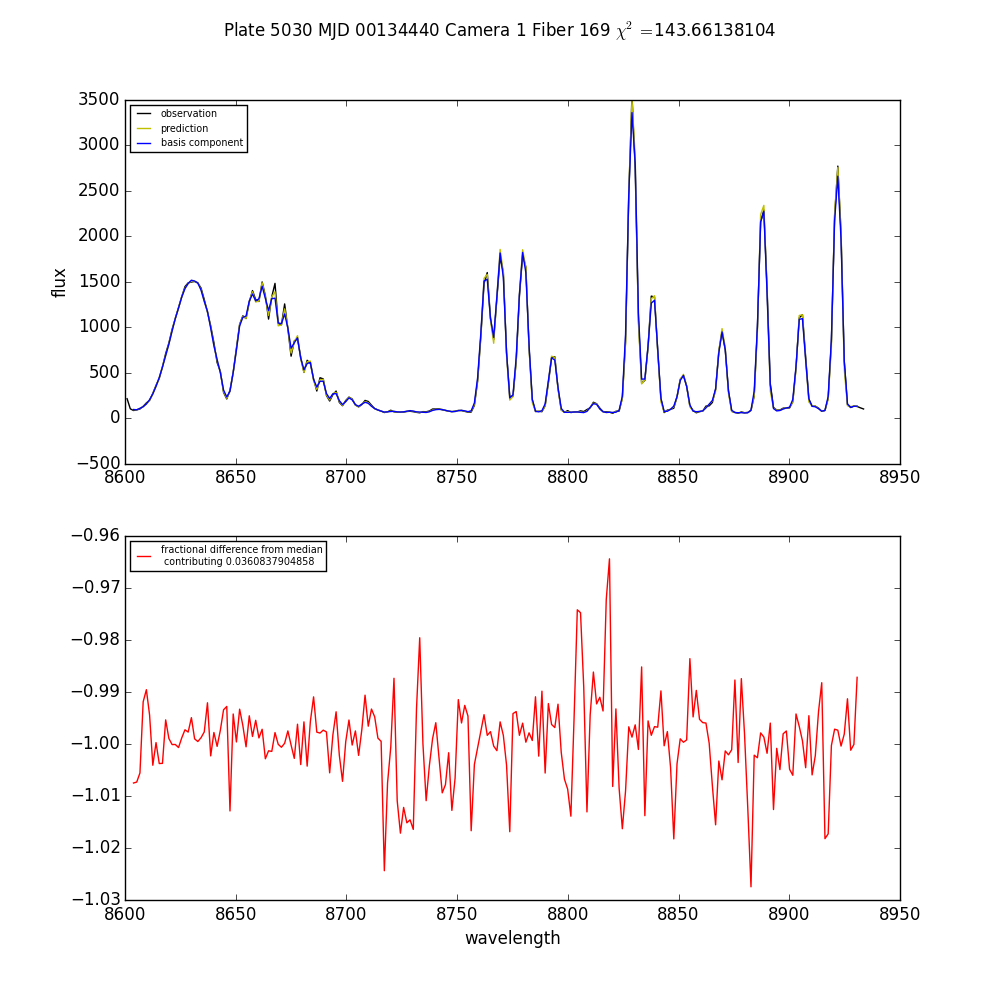 Plate 5030 MJD 00134440 Camera 1 Fiber 169 χ² =143.66138104
3500
3000
2500
2000
1500
1000
500
0
−500
flux
observation
prediction
basis component
8600 8650 8700 8750 8800 8850 8900 8950
−0.96
−0.97
−0.98
−0.99
−1.00
−1.01
−1.02
−1.03
fractional difference from median
contributing 0.0360837904858
8600 8650 8700 8750 8800 8850 8900 8950
wavelength